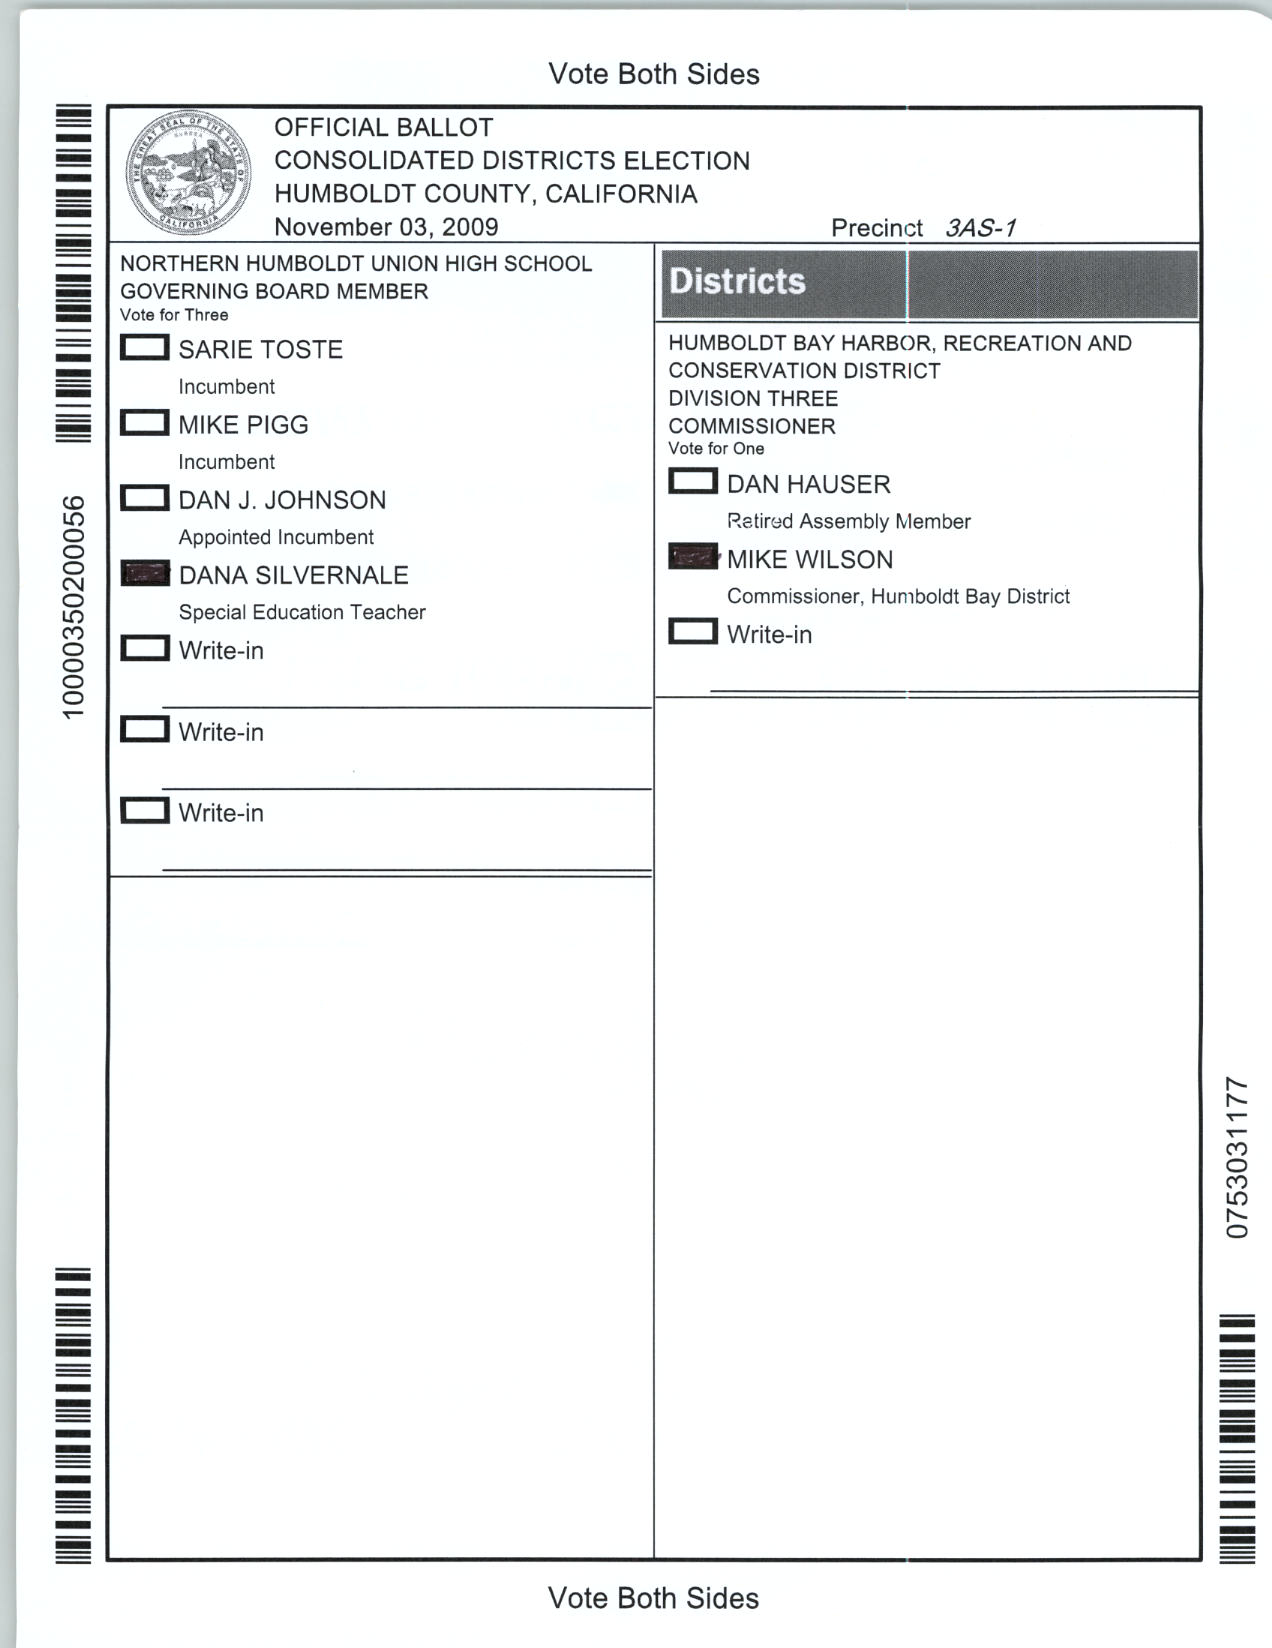 Vote Both Sides
THE GREAT SEAL OF THE STATE OF CALIFORNIA
EUREKA
OFFICIAL BALLOT
CONSOLIDATED DISTRICTS ELECTION
HUMBOLDT COUNTY, CALIFORNIA
November 03, 2009
Precinct 3AS-1
NORTHERN HUMBOLDT UNION HIGH SCHOOL
GOVERNING BOARD MEMBER
Vote for Three
SARIE TOSTE
Incumbent
MIKE PIGG
Incumbent
DAN J. JOHNSON
Appointed Incumbent
DANA SILVERNALE
Special Education Teacher
Write-in
Write-in
Write-in
Districts
HUMBOLDT BAY HARBOR, RECREATION AND
CONSERVATION DISTRICT
DIVISION THREE
COMMISSIONER
Vote for One
DAN HAUSER
Retired Assembly Member
MIKE WILSON
Commissioner, Humboldt Bay District
Write-in
10000350200056
0753031177
Vote Both Sides